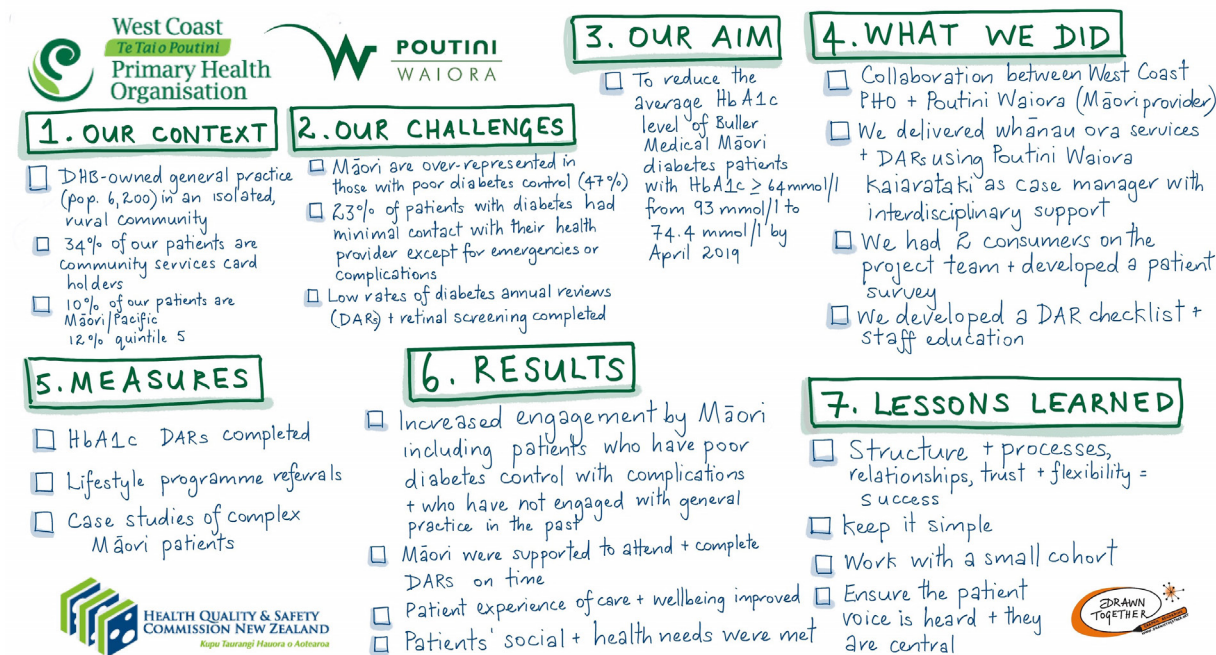 West Coast
Te Tai o Poutini
Primary Health
Organisation
POUTINI
WAIORA
1. OUR CONTEXT
DHB-owned general practice
(pop. 6,200) in an isolated,
rural community
34% of our patients are
community services card
holders
10% of our patients are
Māori/Pacific
12% quintile 5
2. OUR CHALLENGES
Māori are over-represented in
those with poor diabetes control (47%)
23% of patients with diabetes had
minimal contact with their health
provider except for emergencies or
complications
Low rates of diabetes annual reviews
(DARs) + retinal screening completed
3. OUR AIM
To reduce the
average HbA1c
level of Buller
Medical Māori
diabetes patients
with HbA1c ≥ 64mmol/l
from 93 mmol/l to
74.4 mmol/l by
April 2019
4. WHAT WE DID
Collaboration between West Coast
PHO + Poutini Waiora (Māori provider)
We delivered whānau ora services
+ DARs using Poutini Waiora
kaiarataki as case manager with
interdisciplinary support
We had 2 consumers on the
project team + developed a patient
survey
We developed a DAR checklist +
staff education
5. MEASURES
HbA1c DARs completed
Lifestyle programme referrals
Case studies of complex
Māori patients
6. RESULTS
Increased engagement by Māori
including patients who have poor
diabetes control with complications
+ who have not engaged with general
practice in the past
Māori were supported to attend + complete
DARs on time
Patient experience of care + wellbeing improved
Patients' social + health needs were met
7. LESSONS LEARNED
Structure + processes,
relationships, trust + flexibility =
success
Keep it simple
Work with a small cohort
Ensure the patient
voice is heard + they
are central
HEALTH QUALITY & SAFETY
COMMISSION NEW ZEALAND
Kupu Taurangi Hauora o Aotearoa
DRAWN
TOGETHER